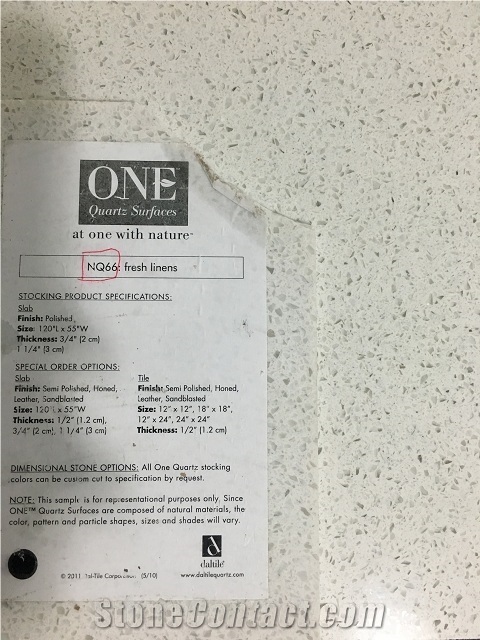 ONE
Quartz Surfaces
at one with nature™
NQ66: fresh linens
STOCKING PRODUCT SPECIFICATIONS:
Slab
Finish: Polished
Size: 120"L x 55"W
Thickness: 3/4" (2 cm)
1 1/4" (3 cm)
SPECIAL ORDER OPTIONS:
Slab
Finish: Semi Polished, Honed,
Leather, Sandblasted
Size: 120"L x 55"W
Thickness: 1/2" (1.2 cm),
3/4" (2 cm), 1 1/4" (3 cm)
Tile
Finish: Semi Polished, Honed,
Leather, Sandblasted
Size: 12" x 12", 18" x 18",
12" x 24", 24" x 24"
Thickness: 1/2" (1.2 cm)
DIMENSIONAL STONE OPTIONS: All One Quartz stocking
colors can be custom cut to specification by request.
NOTE: This sample is for representational purposes only. Since
ONE™ Quartz Surfaces are composed of natural materials, the
color, pattern and particle shapes, sizes and shades will vary.
daltile®
© 2011 Dal-Tile Corporation (5/10)
www.daltilequartz.com
StoneContact.com